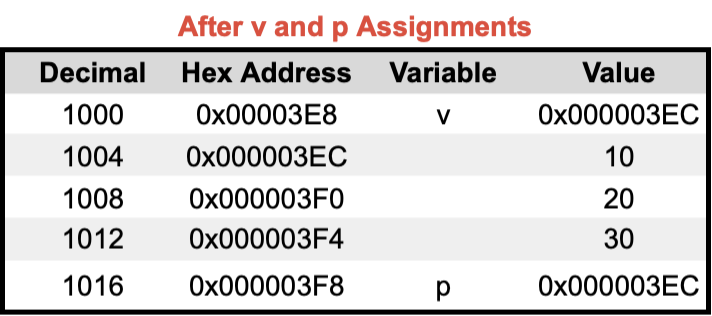 After v and p Assignments
Decimal Hex Address Variable Value
1000 0x00003E8 v 0x000003EC
1004 0x000003EC 10
1008 0x000003F0 20
1012 0x000003F4 30
1016 0x000003F8 p 0x000003EC